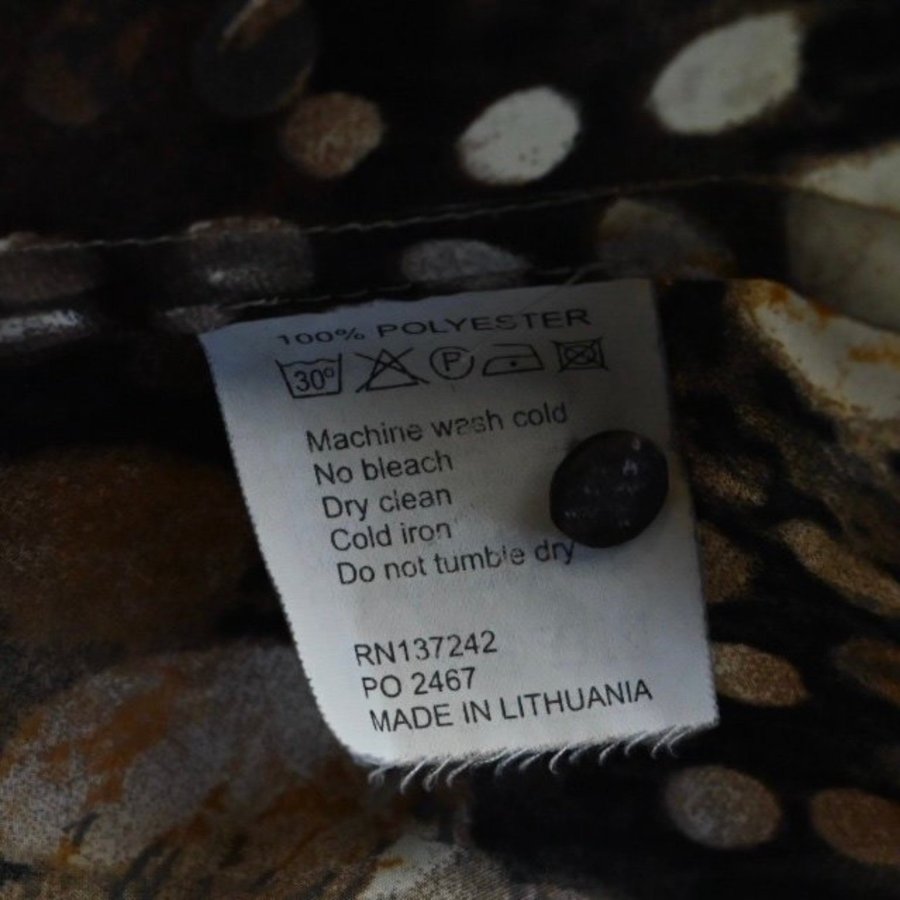 100% POLYESTER
30° P
Machine wash cold
No bleach
Dry clean
Cold iron
Do not tumble dry
RN137242
PO 2467
MADE IN LITHUANIA